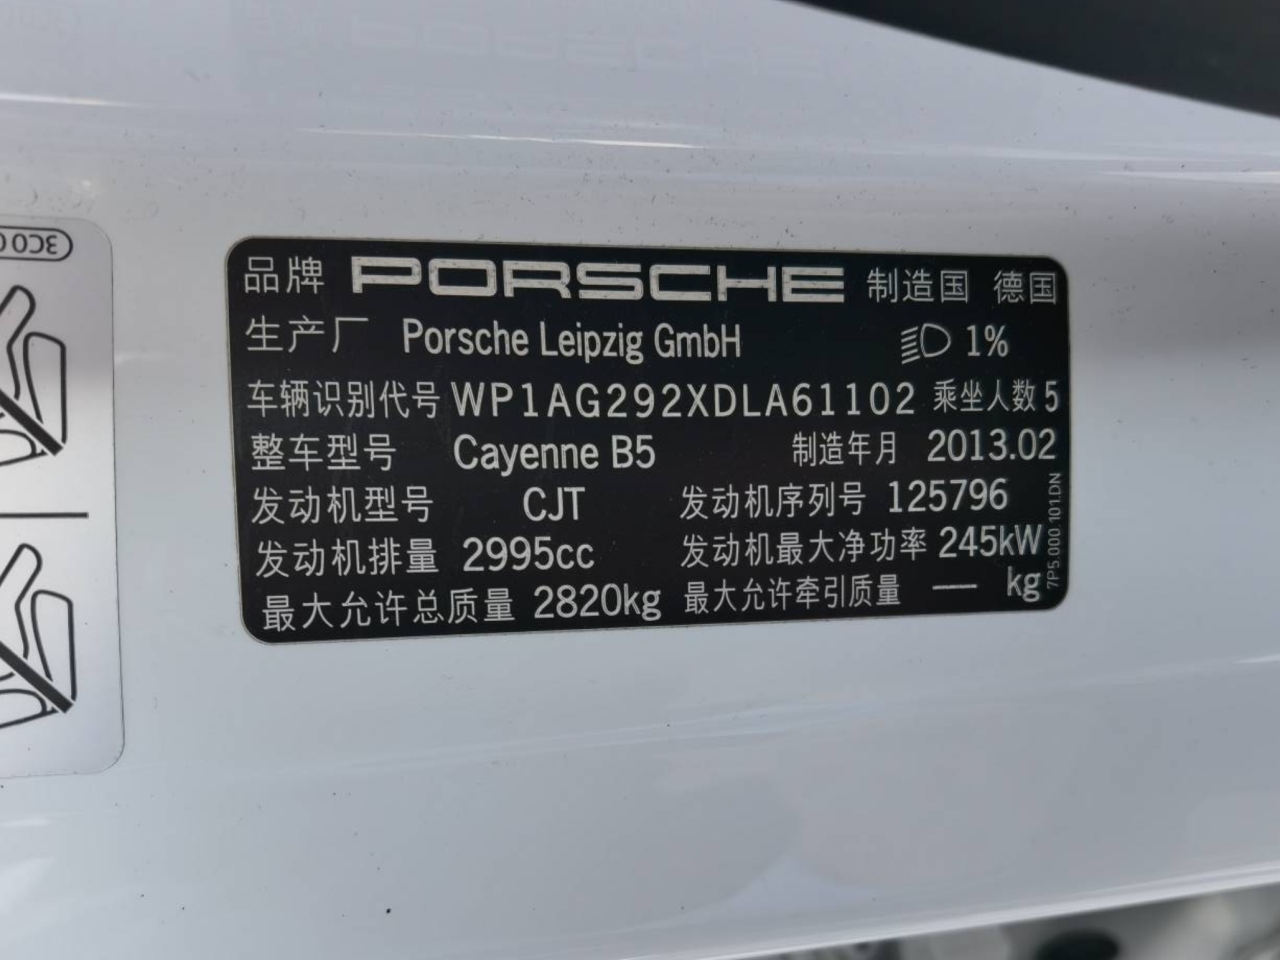 品牌 PORSCHE 制造国 德国
生产厂 Porsche Leipzig GmbH 1%
车辆识别代号 WP1AG292XDLA61102 乘坐人数 5
整车型号 Cayenne B5 制造年月 2013.02
发动机型号 CJT 发动机序列号 125796
发动机排量 2995cc 发动机最大净功率 245kW
最大允许总质量 2820kg 最大允许牵引质量 — kg
7P5.000.101.DN
3C0